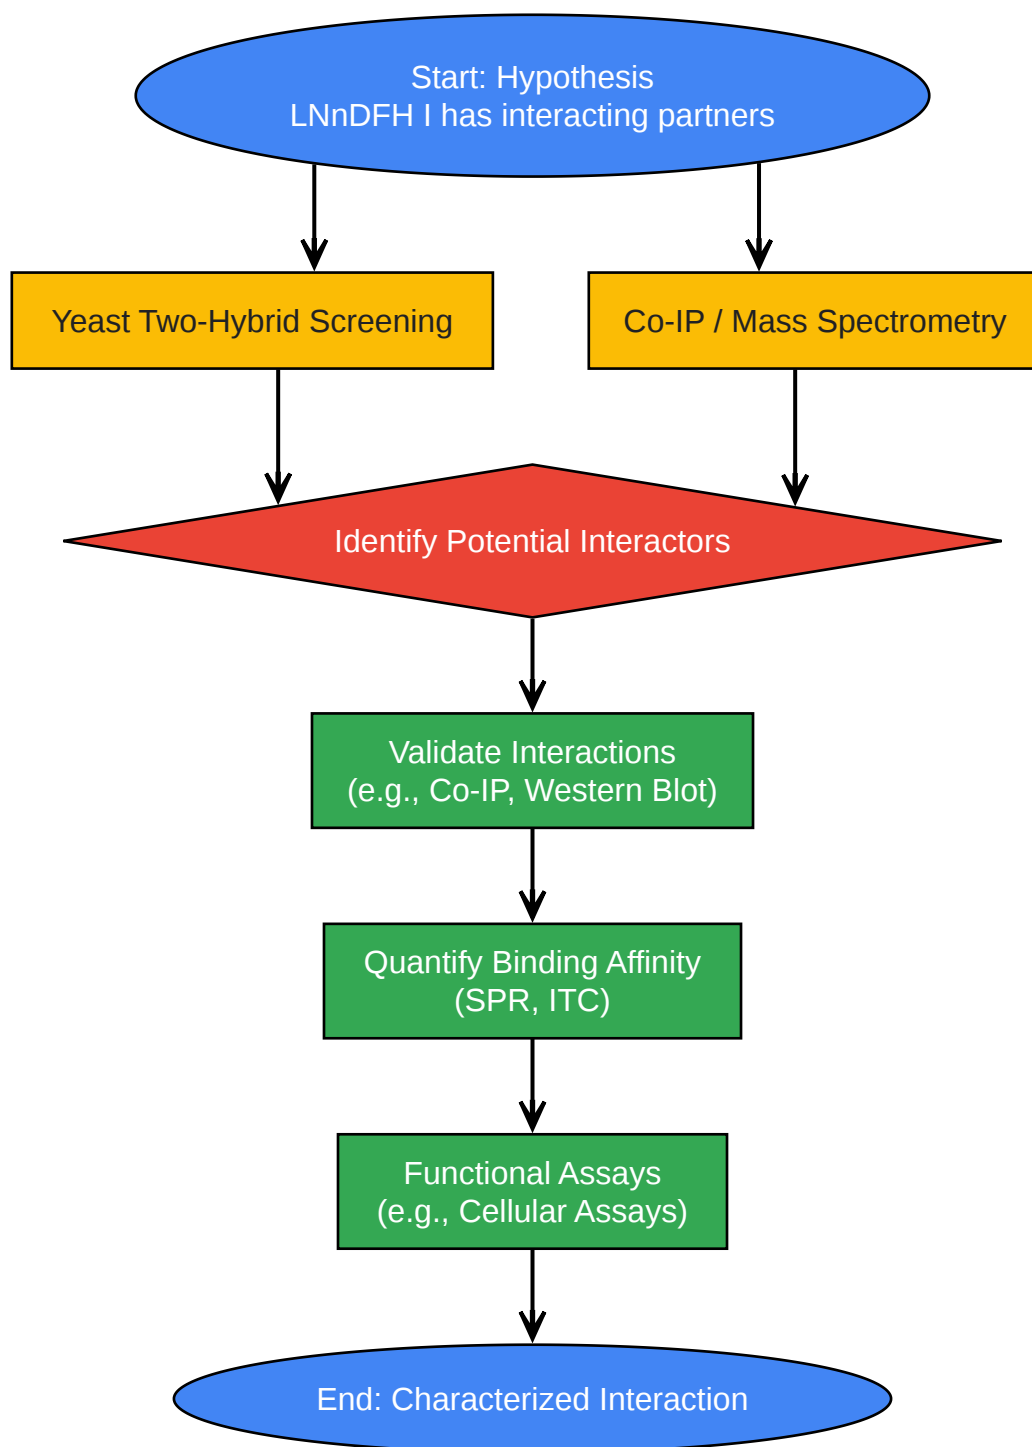 Start: Hypothesis
LNnDFH I has interacting partners
Yeast Two-Hybrid Screening
Co-IP / Mass Spectrometry
Identify Potential Interactors
Validate Interactions
(e.g., Co-IP, Western Blot)
Quantify Binding Affinity
(SPR, ITC)
Functional Assays
(e.g., Cellular Assays)
End: Characterized Interaction